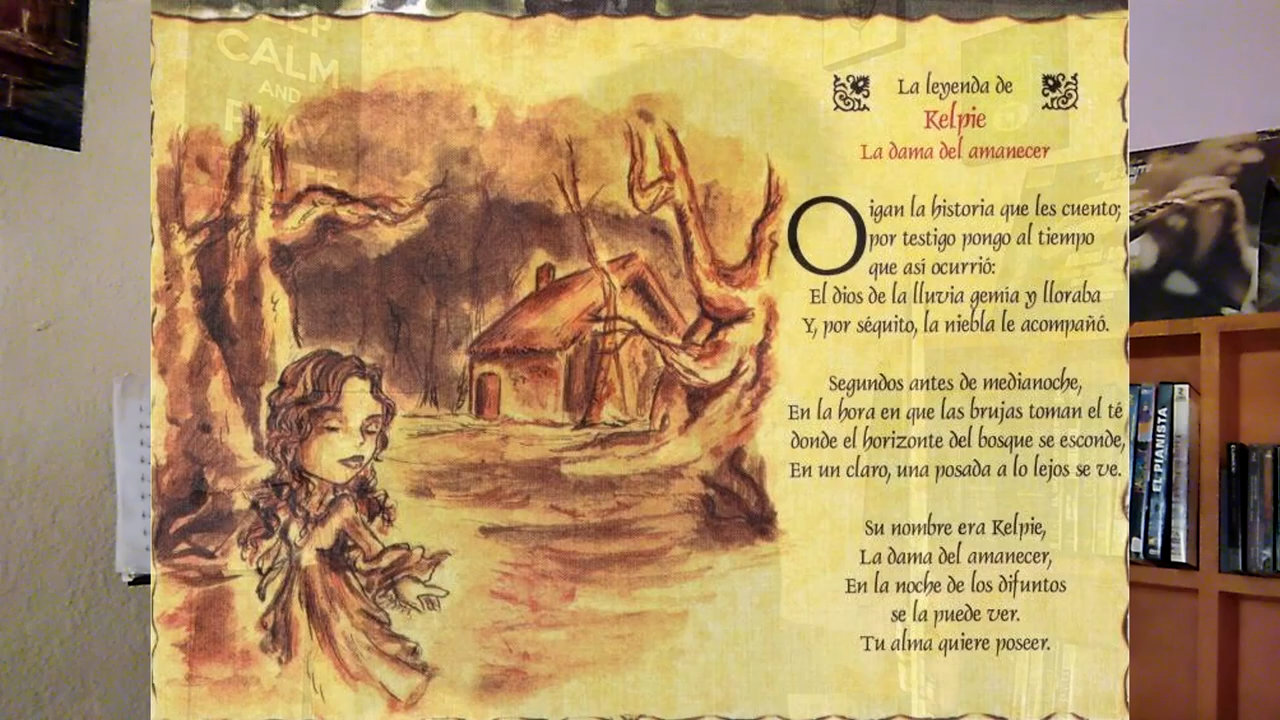 CALM
AND
La leyenda de
Kelpie
La dama del amanecer
Oigan la historia que les cuento;
por testigo pongo al tiempo
que así ocurrió:
El dios de la lluvia gemía y lloraba
Y, por séquito, la niebla le acompañó.
Segundos antes de medianoche,
En la hora en que las brujas toman el té
donde el horizonte del bosque se esconde,
En un claro, una posada a lo lejos se ve.
Su nombre era Kelpie,
La dama del amanecer,
En la noche de los difuntos
se la puede ver.
Tu alma quiere poseer.
EL PIANISTA